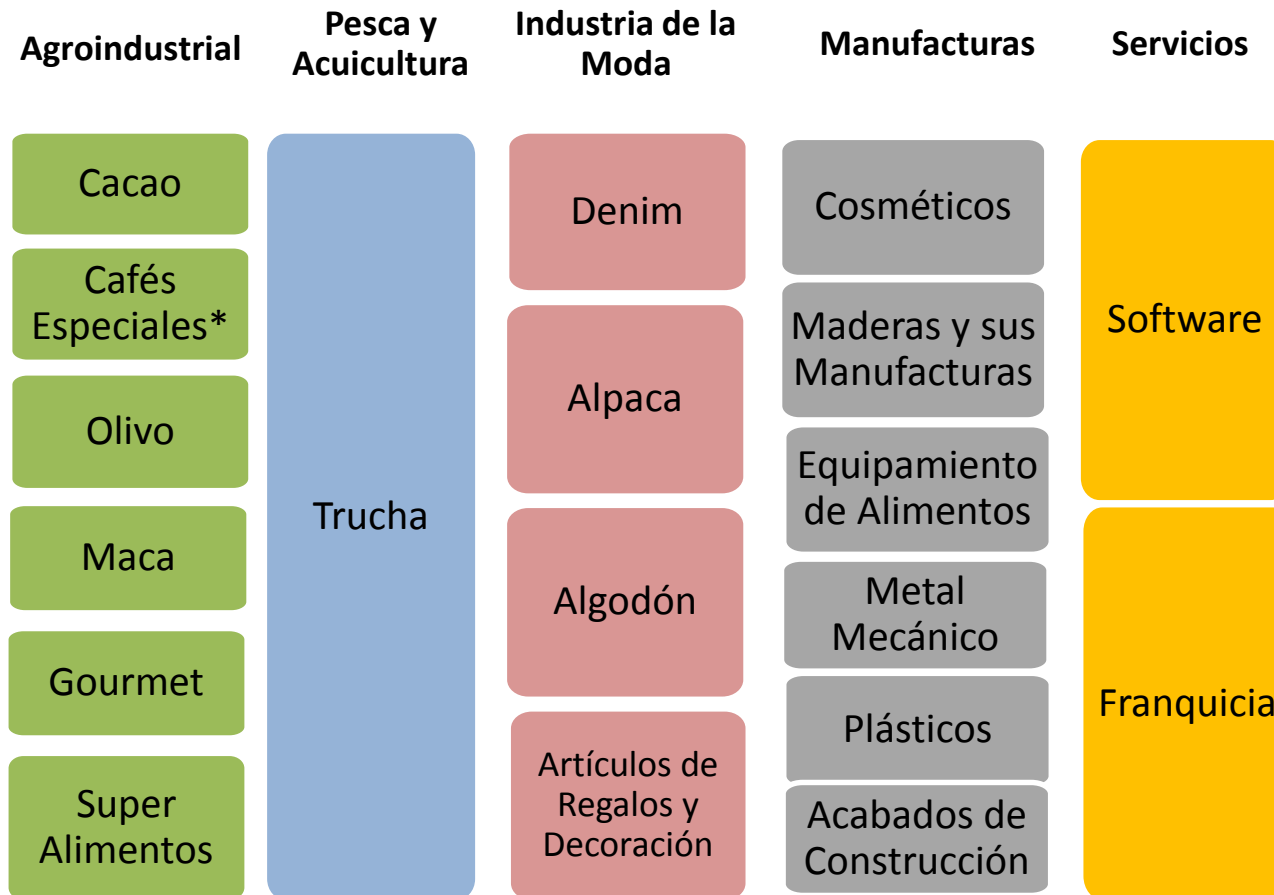 Agroindustrial
Pesca y
Acuicultura
Industria de la
Moda
Manufacturas
Servicios
Cacao
Cafés
Especiales*
Olivo
Maca
Gourmet
Super
Alimentos
Trucha
Denim
Alpaca
Algodón
Artículos de
Regalos y
Decoración
Cosméticos
Maderas y sus
Manufacturas
Equipamiento
de Alimentos
Metal
Mecánico
Plásticos
Acabados de
Construcción
Software
Franquicia